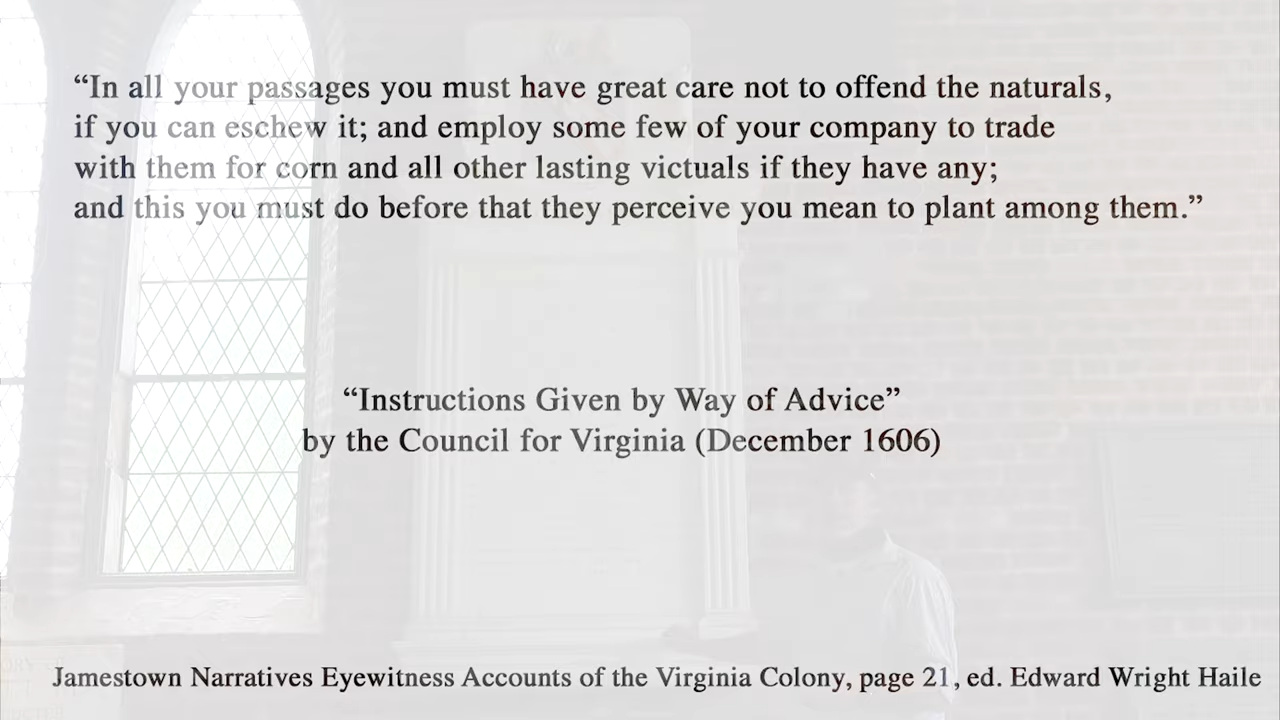 “In all your passages you must have great care not to offend the naturals,
if you can eschew it; and employ some few of your company to trade
with them for corn and all other lasting victuals if they have any;
and this you must do before that they perceive you mean to plant among them.”
“Instructions Given by Way of Advice”
by the Council for Virginia (December 1606)
Jamestown Narratives Eyewitness Accounts of the Virginia Colony, page 21, ed. Edward Wright Haile